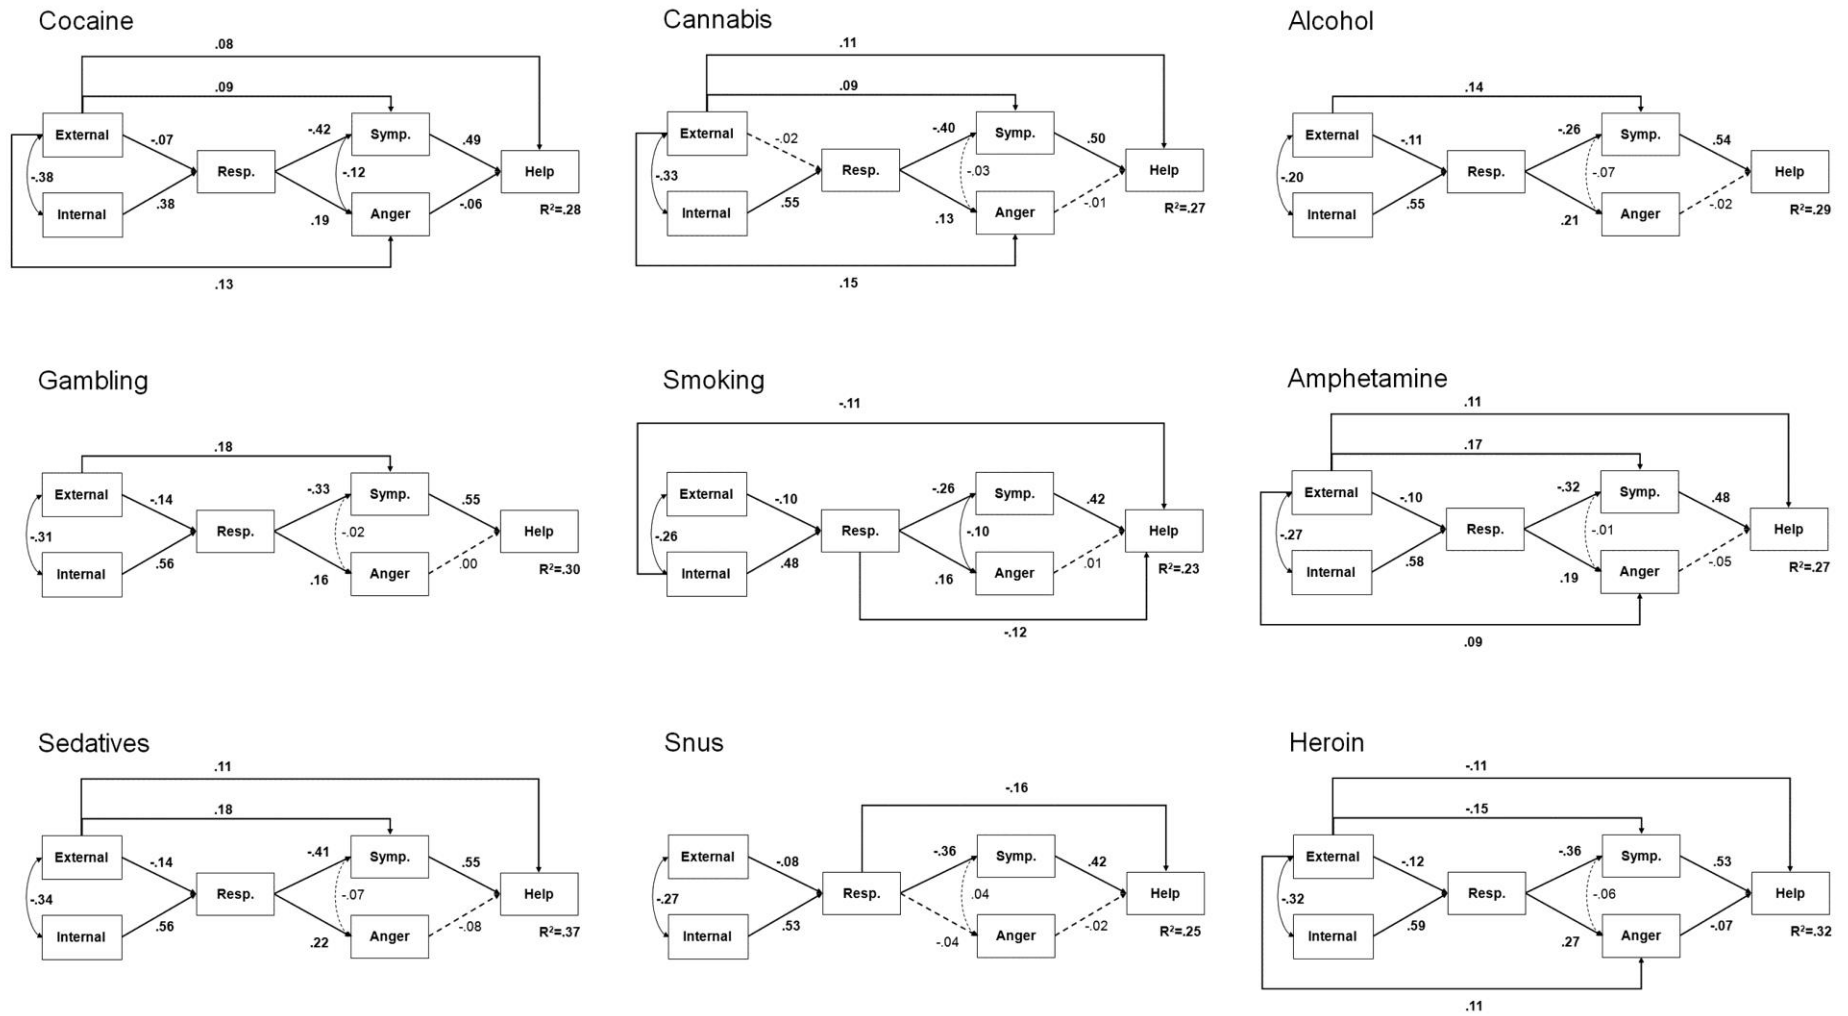 Cocaine
.08
.09
External
-.07
-.42
Symp.
.49
-.38
Resp.
-.12
Help
Internal
.38
.19
Anger
-.06
R²=.28
.13
Cannabis
.11
.09
External
-.02
-.40
Symp.
.50
-.33
Resp.
-.03
Help
Internal
.55
.13
Anger
-.01
R²=.27
.15
Alcohol
.14
External
-.11
-.26
Symp.
.54
-.20
Resp.
-.07
Help
Internal
.55
.21
Anger
-.02
R²=.29
Gambling
.18
External
-.14
-.33
Symp.
.55
-.31
Resp.
-.02
Help
Internal
.56
.16
Anger
.00
R²=.30
Smoking
-.11
External
-.10
-.26
Symp.
.42
-.26
Resp.
-.10
Help
Internal
.48
.16
Anger
.01
R²=.23
-.12
Amphetamine
.11
.17
External
-.10
-.32
Symp.
.48
-.27
Resp.
-.01
Help
Internal
.58
.19
Anger
-.05
R²=.27
.09
Sedatives
.11
.18
External
-.14
-.41
Symp.
.55
-.34
Resp.
-.07
Help
Internal
.56
.22
Anger
-.08
R²=.37
Snus
-.16
External
-.08
-.36
Symp.
.42
-.27
Resp.
.04
Help
Internal
.53
-.04
Anger
-.02
R²=.25
Heroin
-.11
-.15
External
-.12
-.36
Symp.
.53
-.32
Resp.
-.06
Help
Internal
.59
.27
Anger
-.07
R²=.32
.11